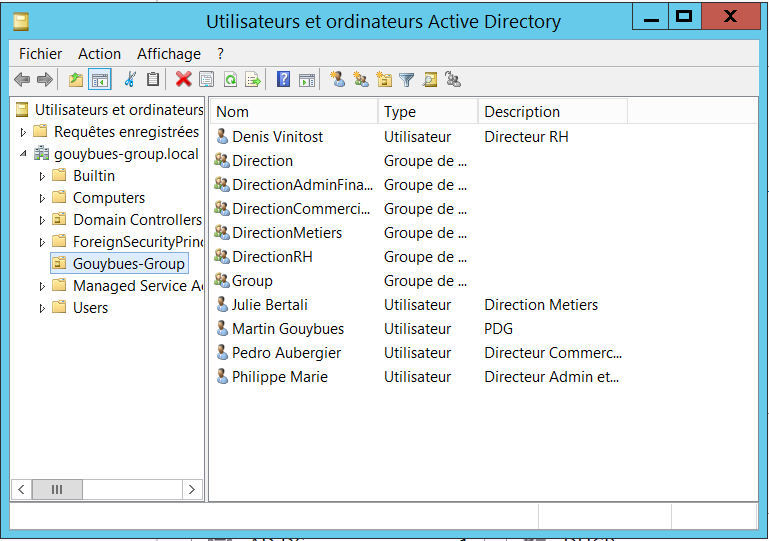 Utilisateurs et ordinateurs Active Directory
Fichier Action Affichage ?
Utilisateurs et ordinateurs
Requêtes enregistrées
gouybues-group.local
Builtin
Computers
Domain Controllers
ForeignSecurityPrinc
Gouybues-Group
Managed Service A
Users
Nom Type Description
Denis Vinitost Utilisateur Directeur RH
Direction Groupe de ...
DirectionAdminFina... Groupe de ...
DirectionCommerci... Groupe de ...
DirectionMetiers Groupe de ...
DirectionRH Groupe de ...
Group Groupe de ...
Julie Bertali Utilisateur Direction Metiers
Martin Gouybues Utilisateur PDG
Pedro Aubergier Utilisateur Directeur Commerc...
Philippe Marie Utilisateur Directeur Admin et...